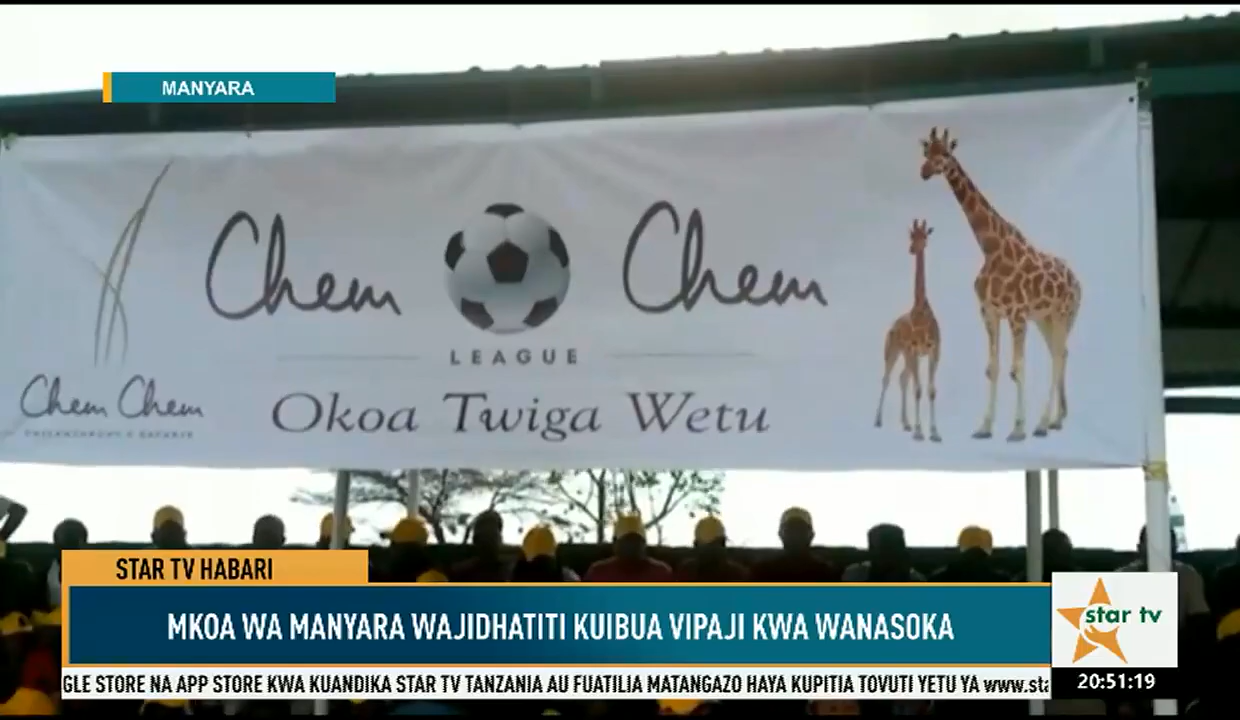 MANYARA
Chem Chem
LEAGUE
Okoa Twiga Wetu
Chem Chem
PHILANTHROPY & SAFARIS
STAR TV HABARI
MKOA WA MANYARA WAJIDHATITI KUIBUA VIPAJI KWA WANASOKA
star tv
GLE STORE NA APP STORE KWA KUANDIKA STAR TV TANZANIA AU FUATILIA MATANGAZO HAYA KUPITIA TOVUTI YETU YA www.sta
20:51:19